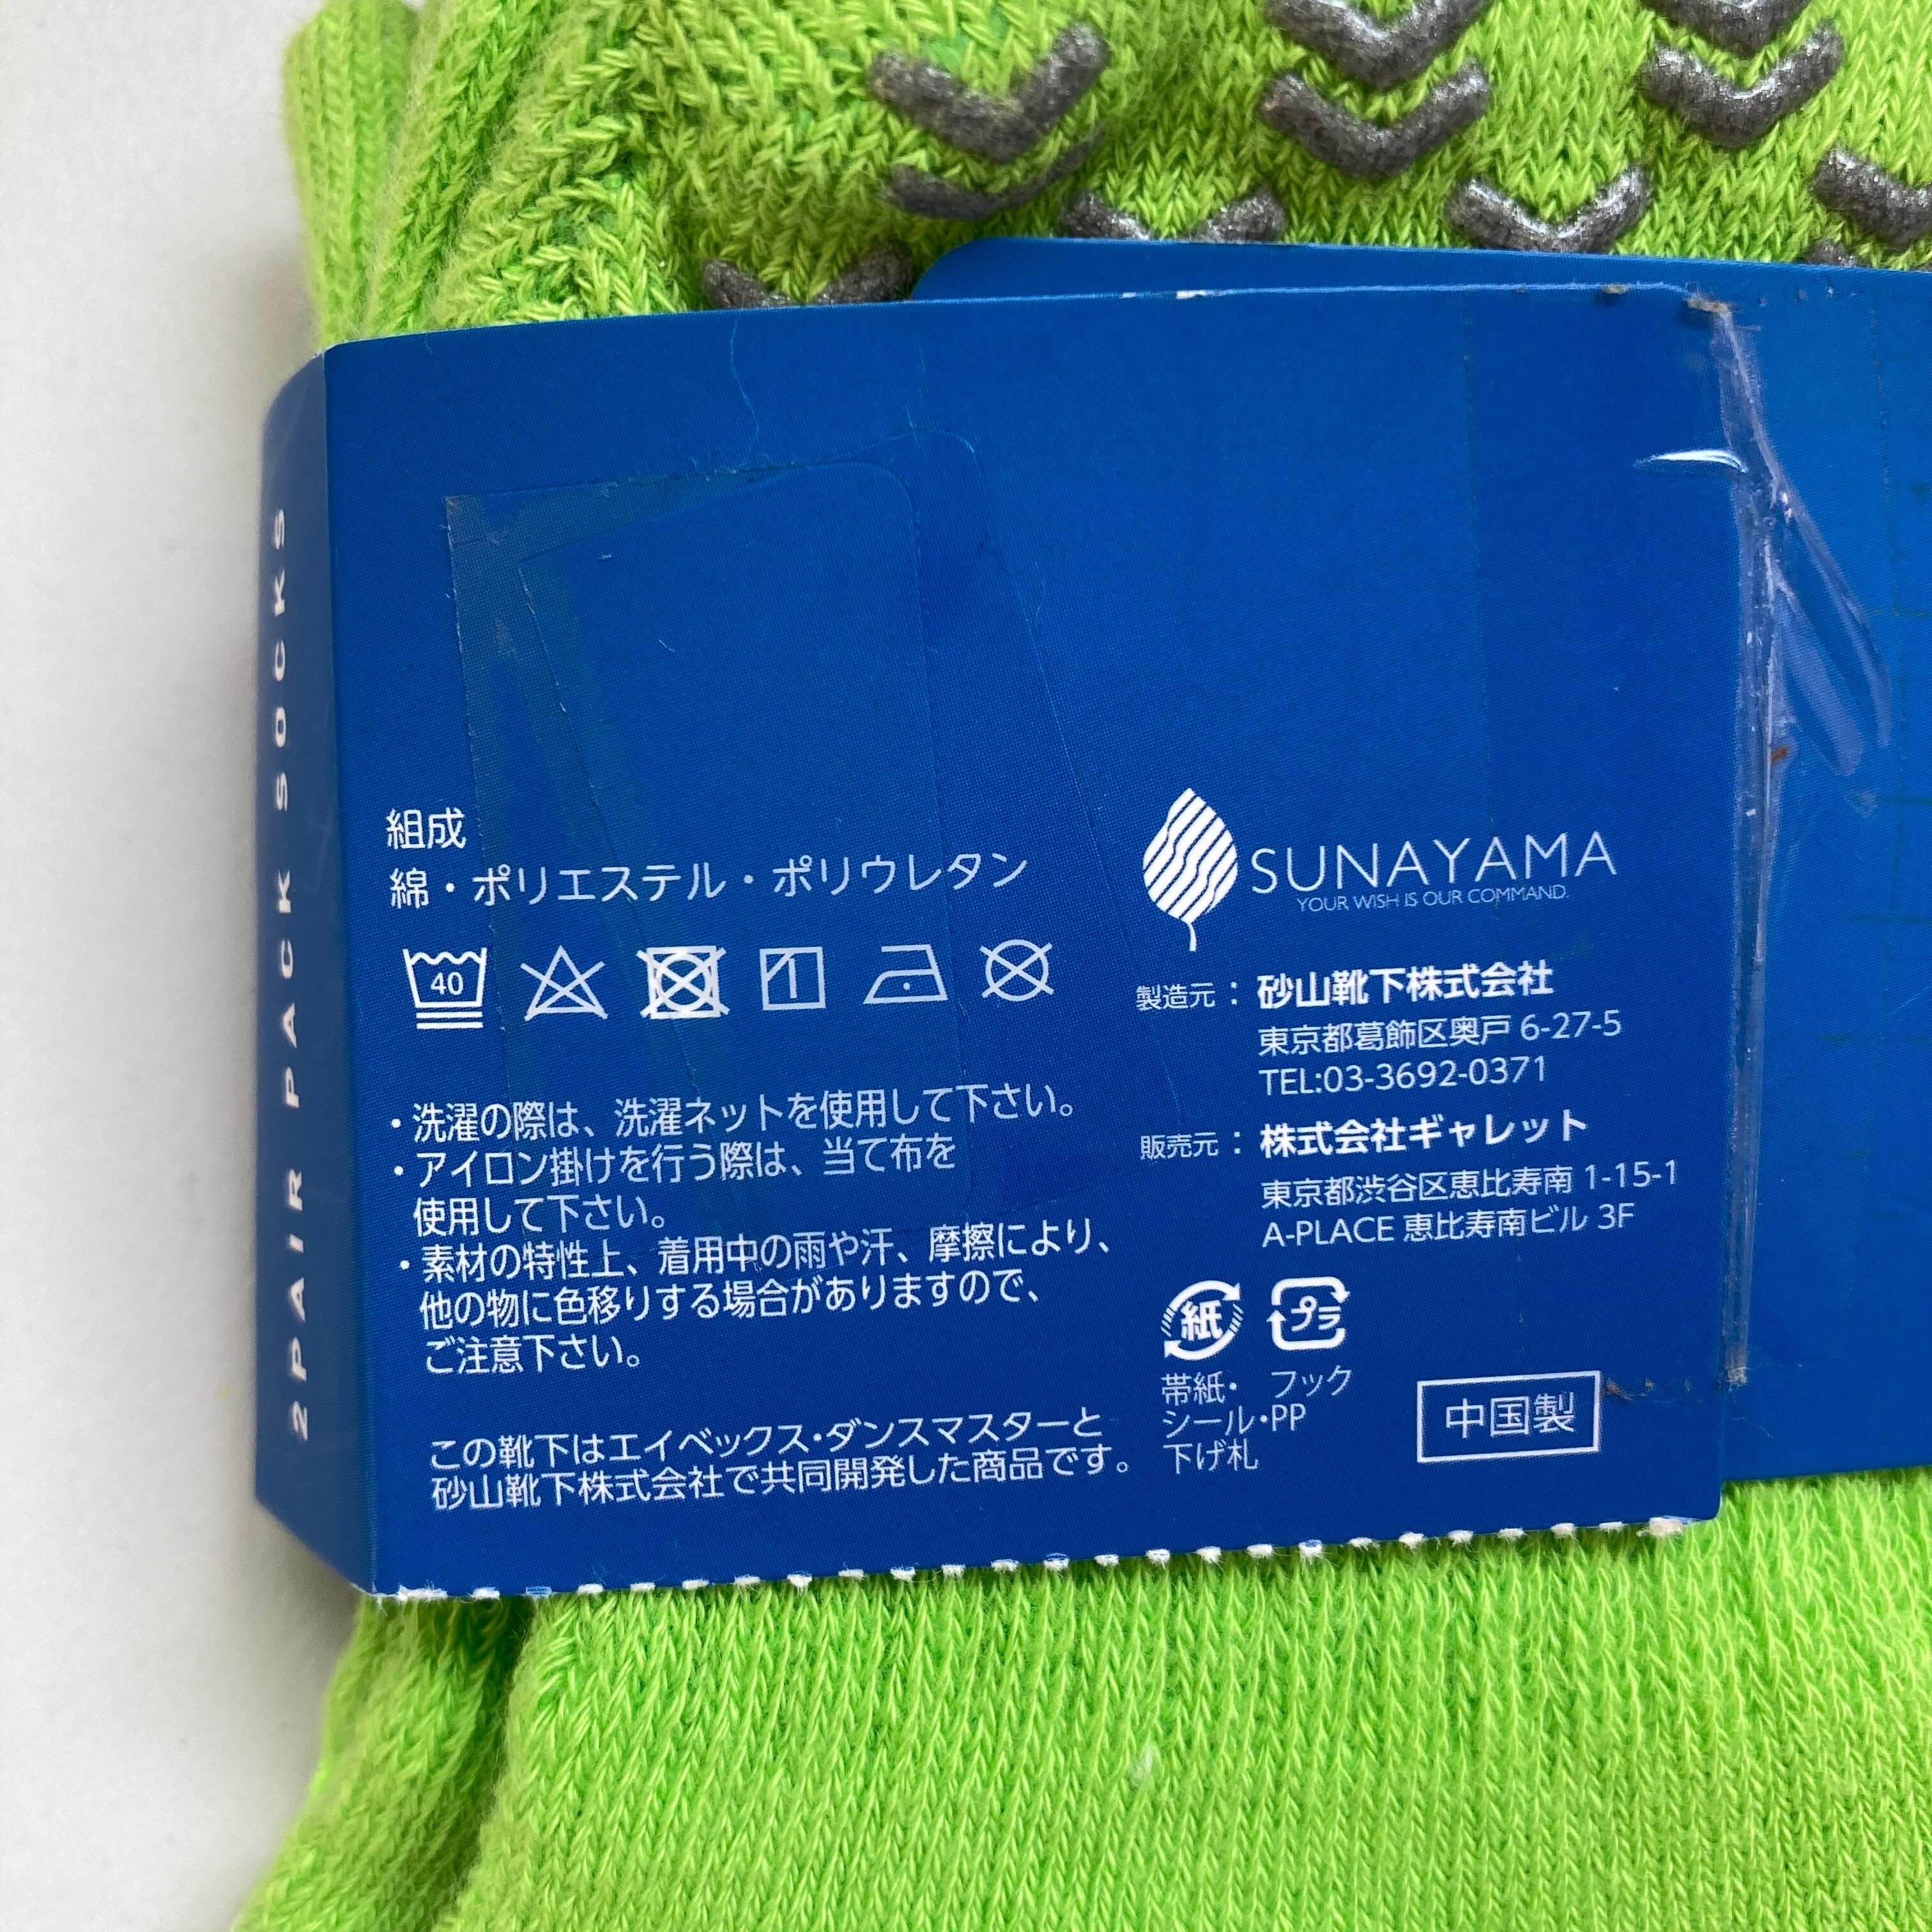 2 PAIR PACK SOCKS
組成
綿・ポリエステル・ポリウレタン
40
・洗濯の際は、洗濯ネットを使用して下さい。
・アイロン掛けを行う際は、当て布を
使用して下さい。
・素材の特性上、着用中の雨や汗、摩擦により、
他の物に色移りする場合がありますので、
ご注意下さい。
この靴下はエイベックス・ダンスマスターと
砂山靴下株式会社で共同開発した商品です。
SUNAYAMA
YOUR WISH IS OUR COMMAND.
製造元：砂山靴下株式会社
東京都葛飾区奥戸 6-27-5
TEL:03-3692-0371
販売元：株式会社ギャレット
東京都渋谷区恵比寿南 1-15-1
A-PLACE 恵比寿南ビル 3F
紙 プラ
帯紙・ フック
シール・PP
下げ札
中国製